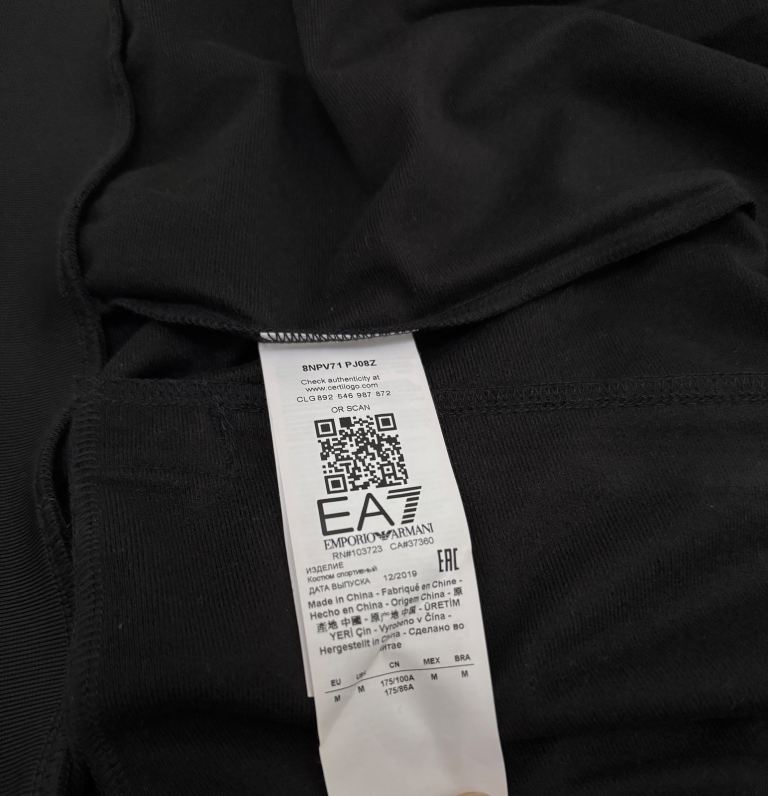 8NPV71 PJ08Z
Check authenticity at
www.certilogo.com
CLG 892 546 987 872
OR SCAN
EA7
EMPORIO ARMANI
RN#103723 CA#37360
EAC
ИЗДЕЛИЕ
Костюм спортивный
ДАТА ВЫПУСКА 12/2019
Made in China - Fabriqué en Chine -
Hecho en China - Origem China - 原
產地 中國 - 原产地 中国 - ÜRETİM
YERİ Çin - Vyrobeno v Čína -
Hergestellt in China - Сделано во
EU CN MEX BRA
M M 175/100A M M
175/86A